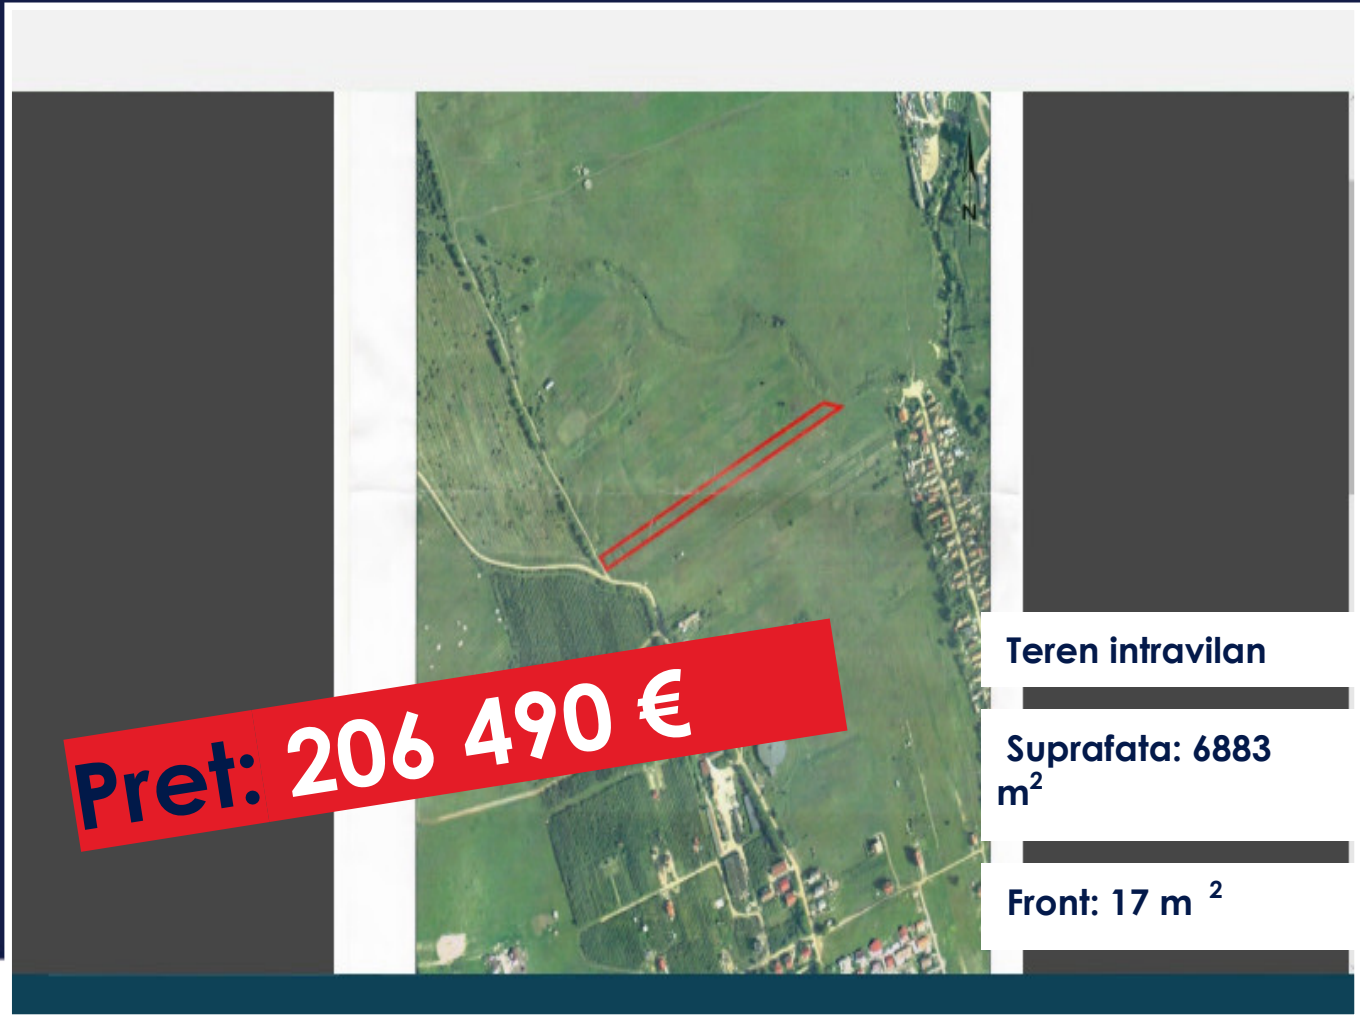 N
Teren intravilan
Pret: 206 490 €
Suprafata: 6883
m²
Front: 17 m ²